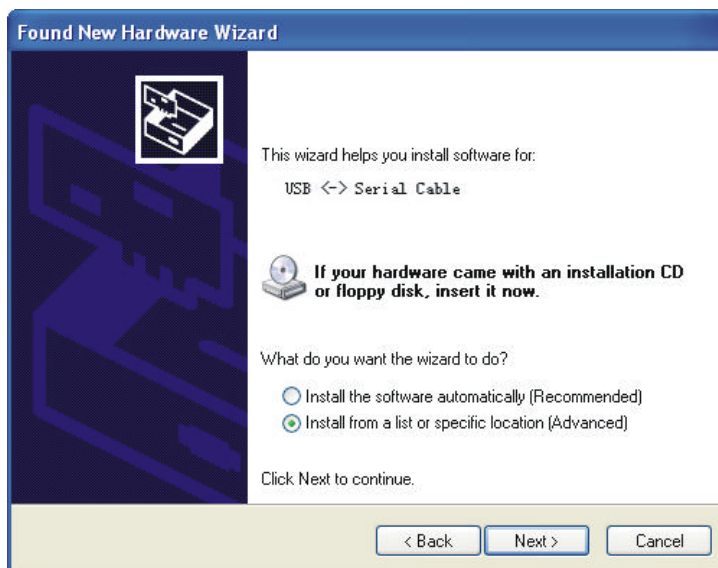 Found New Hardware Wizard
This wizard helps you install software for:
USB <-> Serial Cable
If your hardware came with an installation CD
or floppy disk, insert it now.
What do you want the wizard to do?
Install the software automatically (Recommended)
Install from a list or specific location (Advanced)
Click Next to continue.
< Back
Next >
Cancel